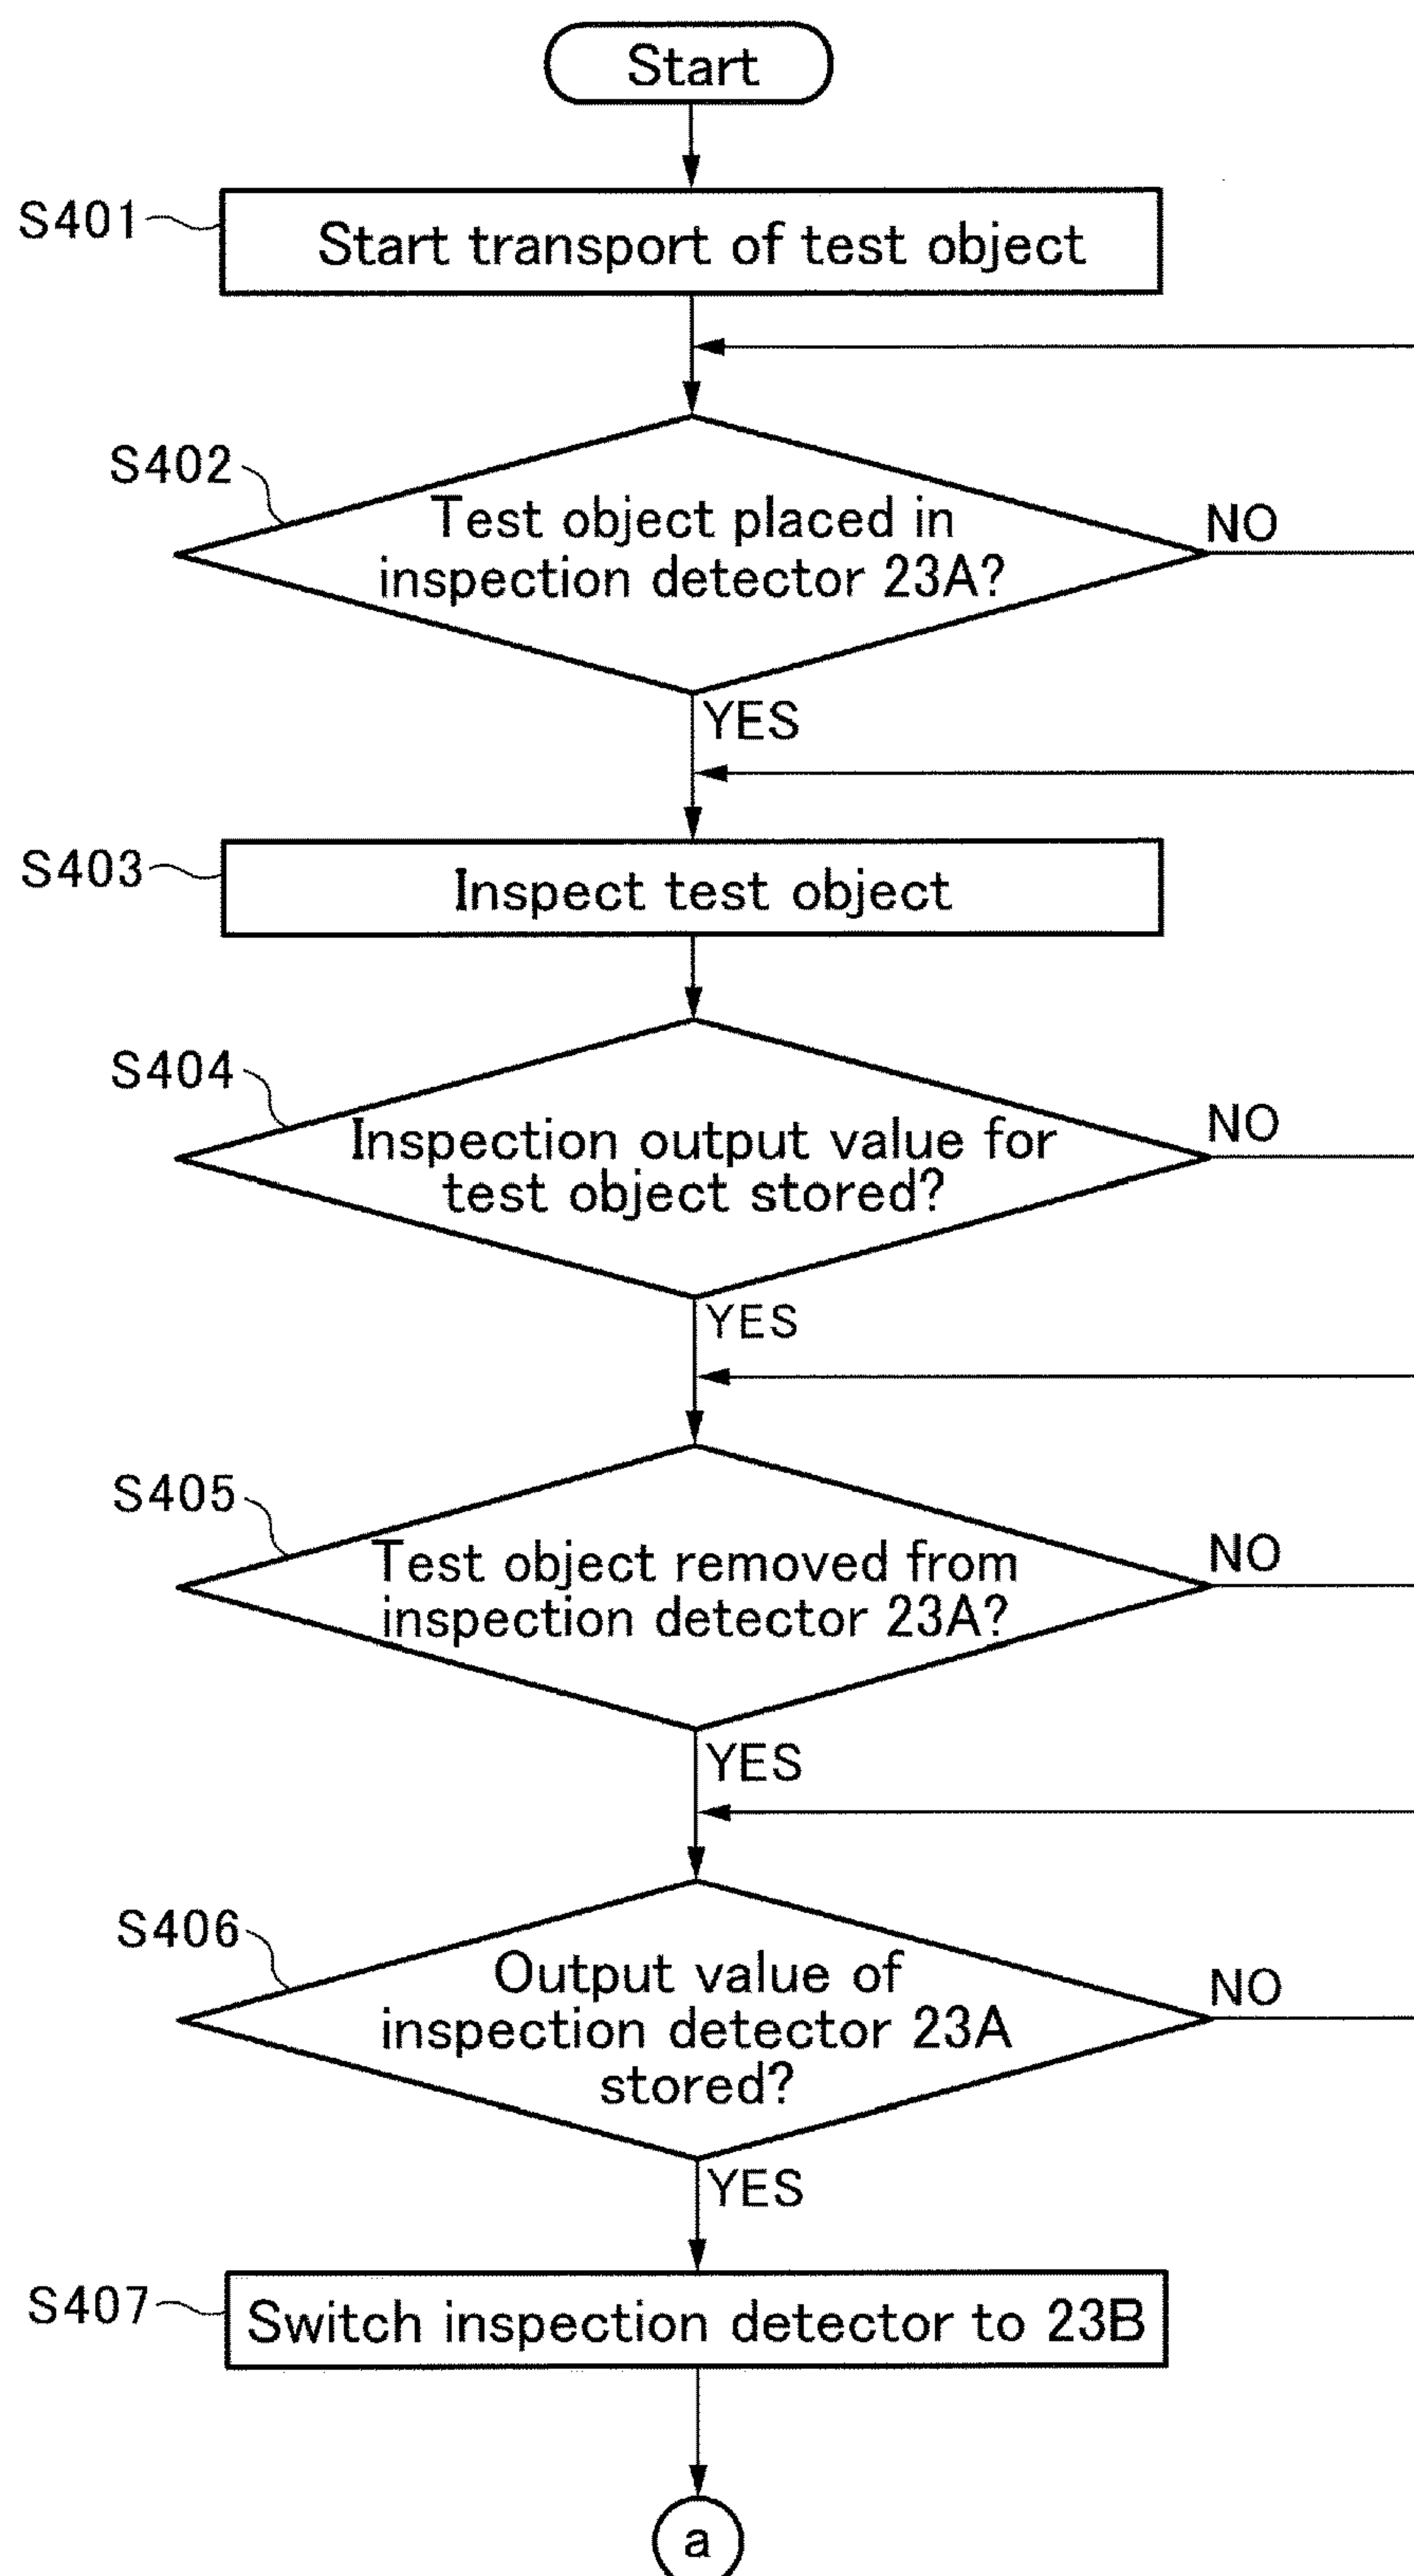 Start
S401
Start transport of test object
S402
Test object placed in
inspection detector 23A?
NO
YES
S403
Inspect test object
S404
Inspection output value for
test object stored?
NO
YES
S405
Test object removed from
inspection detector 23A?
NO
YES
S406
Output value of
inspection detector 23A
stored?
NO
YES
S407
Switch inspection detector to 23B
a